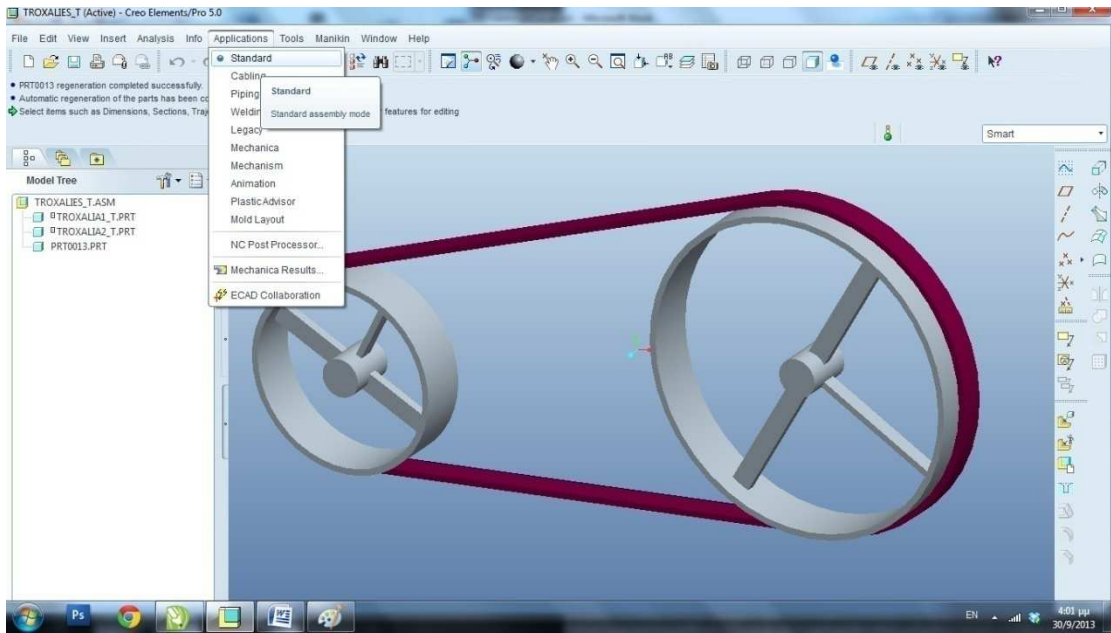 TROXALIES_T (Active) - Creo Elements/Pro 5.0
File Edit View Insert Analysis Info Applications Tools Manikin Window Help
• PRT0013 regeneration completed successfully.
• Automatic regeneration of the parts has been
Select items such as Dimensions, Sections, features for editing
Standard
Cabling
Piping
Legacy
Mechanica
Mechanism
Animation
Plastic Advisor
Mold Layout
NC Post Processor...
Mechanica Results...
ECAD Collaboration
Standard
Standard assembly mode
Smart
Model Tree
TROXALIES_T.ASM
TROXALIA1_T.PRT
TROXALIA2_T.PRT
PRT0013.PRT
Ps
EN
4:01 μμ
30/9/2013